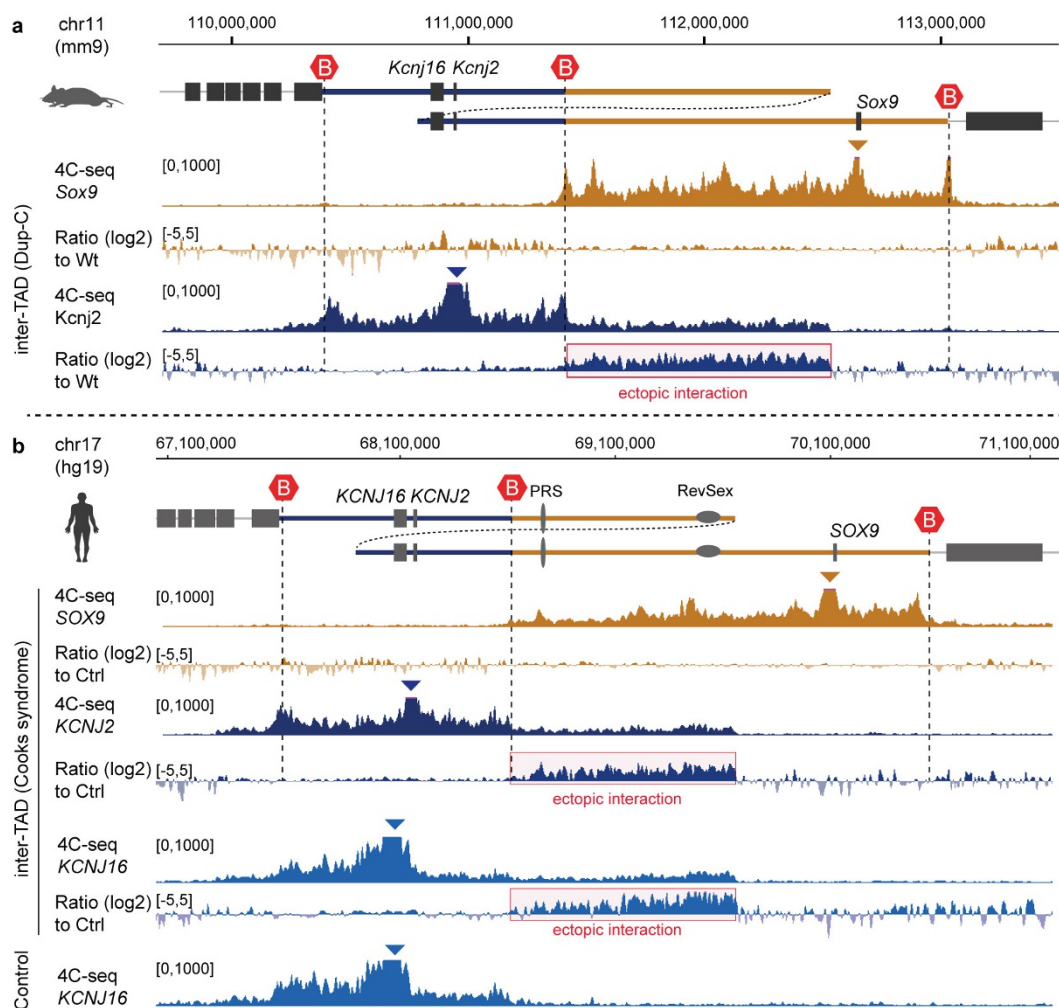 a chr11 (mm9) 110,000,000 111,000,000 112,000,000 113,000,000
B Kcnj16 Kcnj2 B Sox9 B
inter-TAD (Dup-C)
4C-seq [0,1000]
Sox9
Ratio (log2) [-5,5]
to Wt
4C-seq [0,1000]
Kcnj2
Ratio (log2) [-5,5]
to Wt
ectopic interaction
b chr17 (hg19) 67,100,000 68,100,000 69,100,000 70,100,000 71,100,000
B KCNJ16 KCNJ2 B PRS RevSex SOX9 B
inter-TAD (Cooks syndrome)
4C-seq [0,1000]
SOX9
Ratio (log2) [-5,5]
to Ctrl
4C-seq [0,1000]
KCNJ2
Ratio (log2) [-5,5]
to Ctrl
ectopic interaction
4C-seq [0,1000]
KCNJ16
Ratio (log2) [-5,5]
to Ctrl
ectopic interaction
Control
4C-seq [0,1000]
KCNJ16